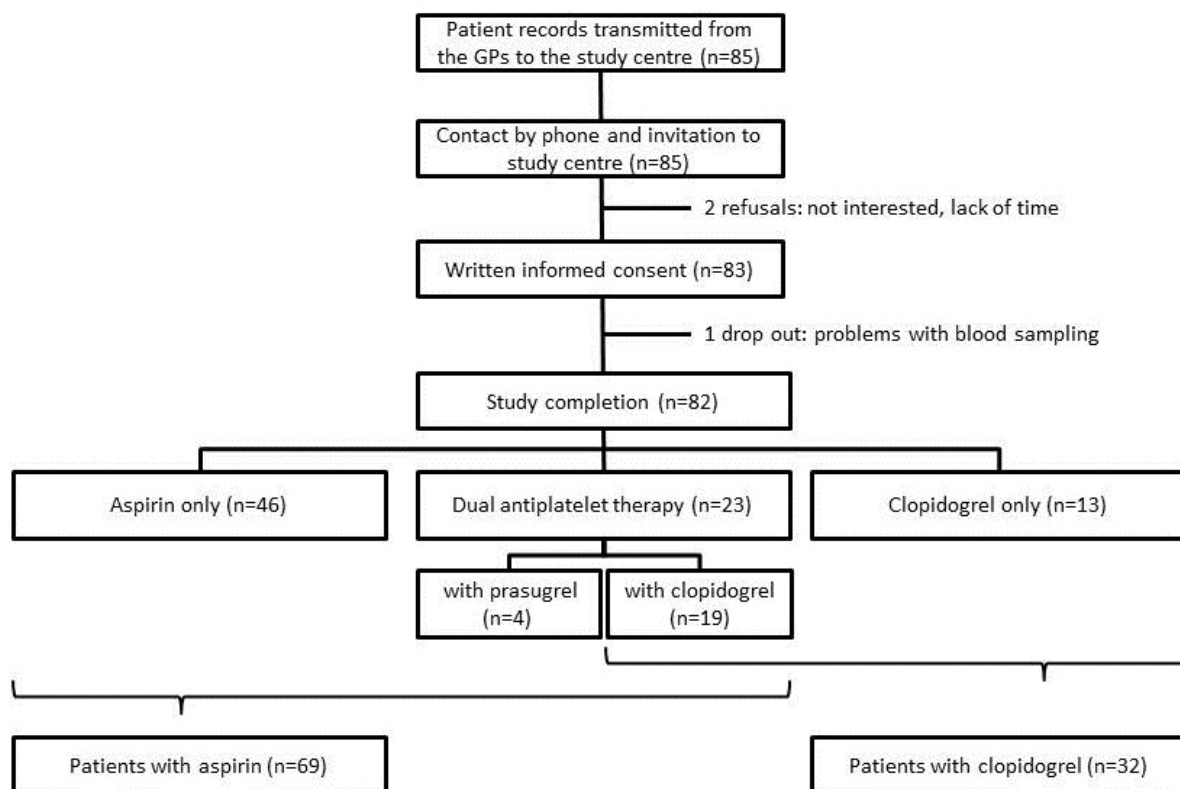 Patient records transmitted from
the GPs to the study centre (n=85)
Contact by phone and invitation to
study centre (n=85)
2 refusals: not interested, lack of time
Written informed consent (n=83)
1 drop out: problems with blood sampling
Study completion (n=82)
Aspirin only (n=46)
Dual antiplatelet therapy (n=23)
Clopidogrel only (n=13)
with prasugrel
(n=4)
with clopidogrel
(n=19)
Patients with aspirin (n=69)
Patients with clopidogrel (n=32)